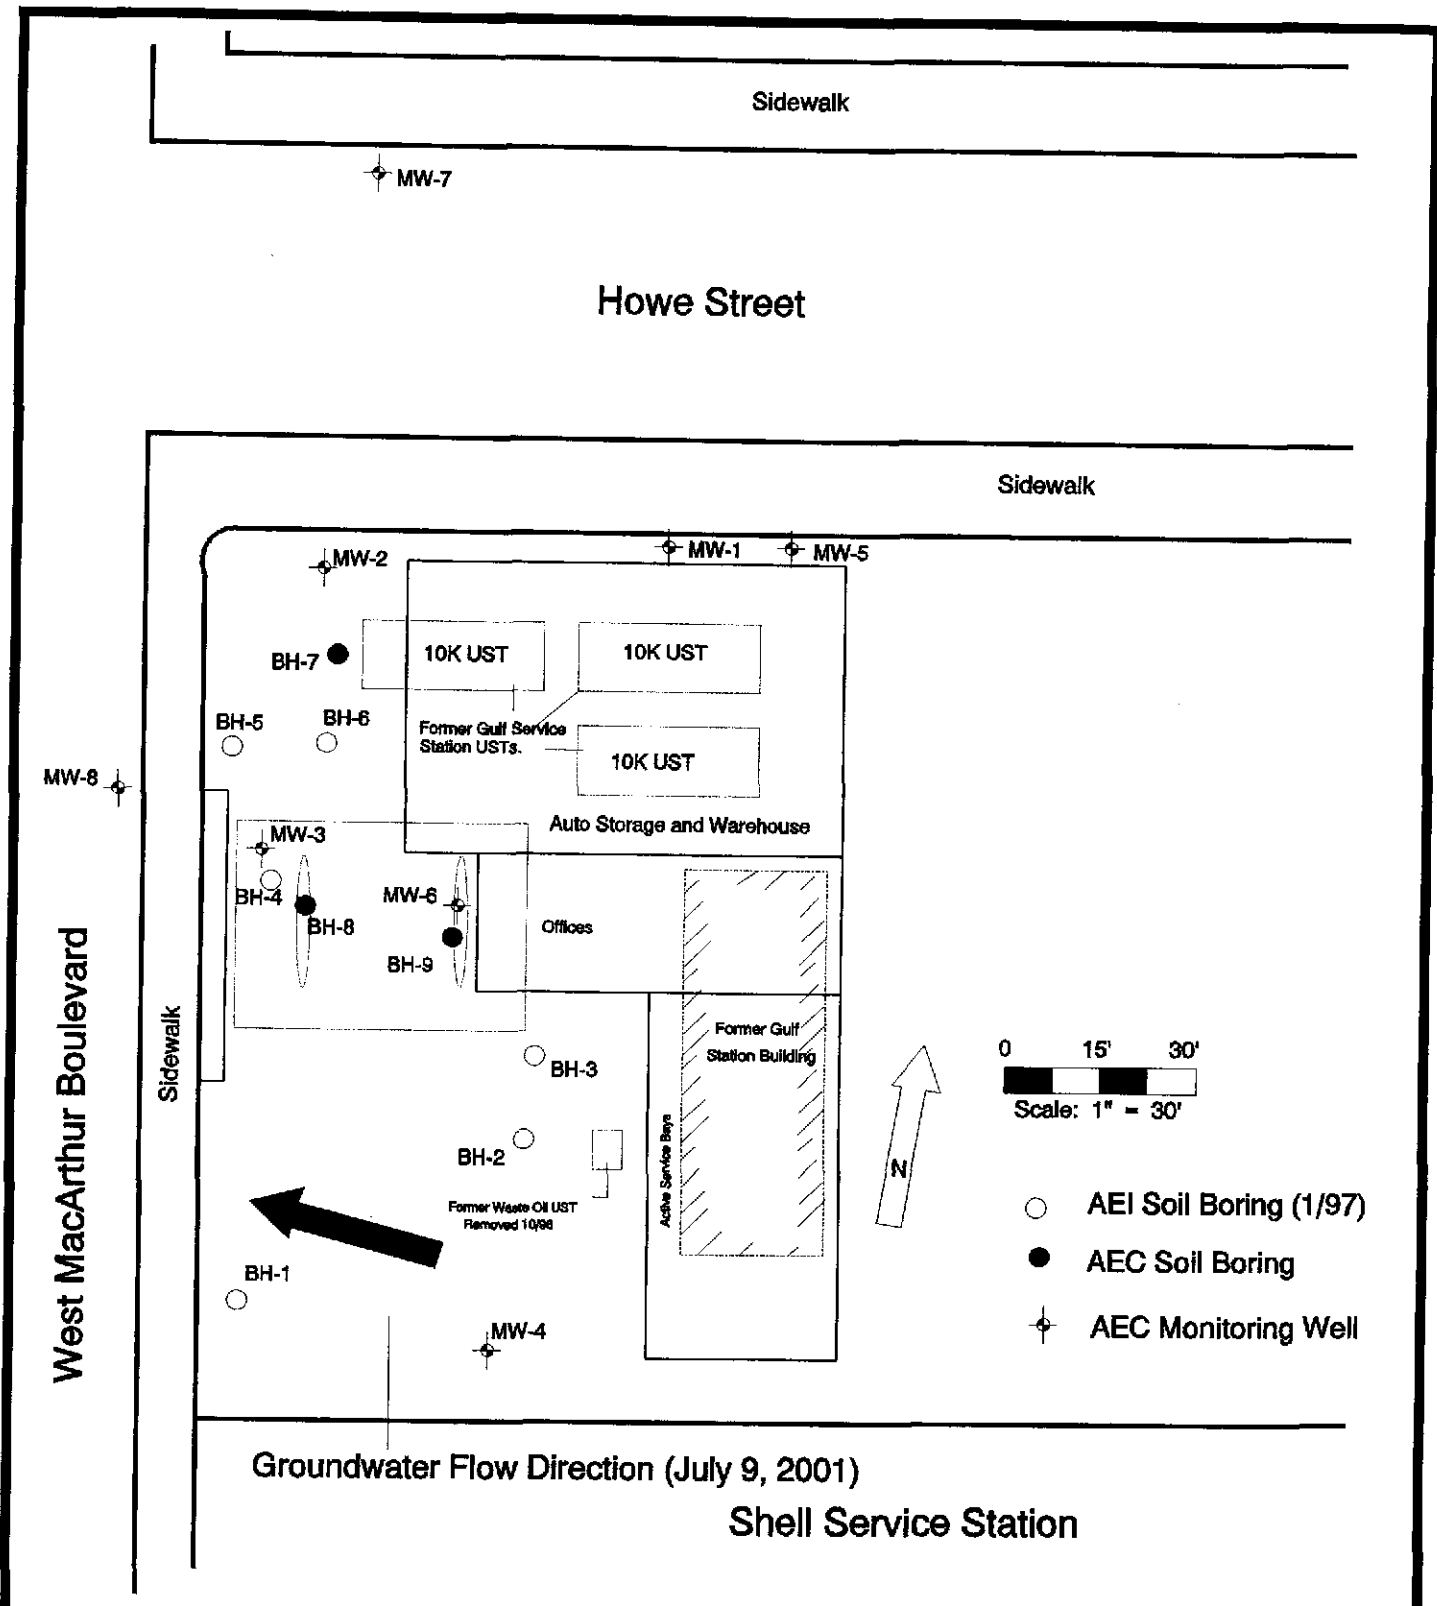 Sidewalk
MW-7
Howe Street
Sidewalk
MW-2
MW-1
MW-5
BH-7
10K UST
10K UST
BH-5
BH-6
Former Gulf Service
Station USTs.
10K UST
MW-8
Auto Storage and Warehouse
MW-3
BH-4
BH-8
MW-6
BH-9
Offices
West MacArthur Boulevard
Sidewalk
Former Gulf
Station Building
0 15' 30'
Scale: 1" = 30'
BH-3
BH-2
Active Service Bays
N
Former Waste Oil UST
Removed 10/96
AEI Soil Boring (1/97)
AEC Soil Boring
AEC Monitoring Well
BH-1
MW-4
Groundwater Flow Direction (July 9, 2001)
Shell Service Station